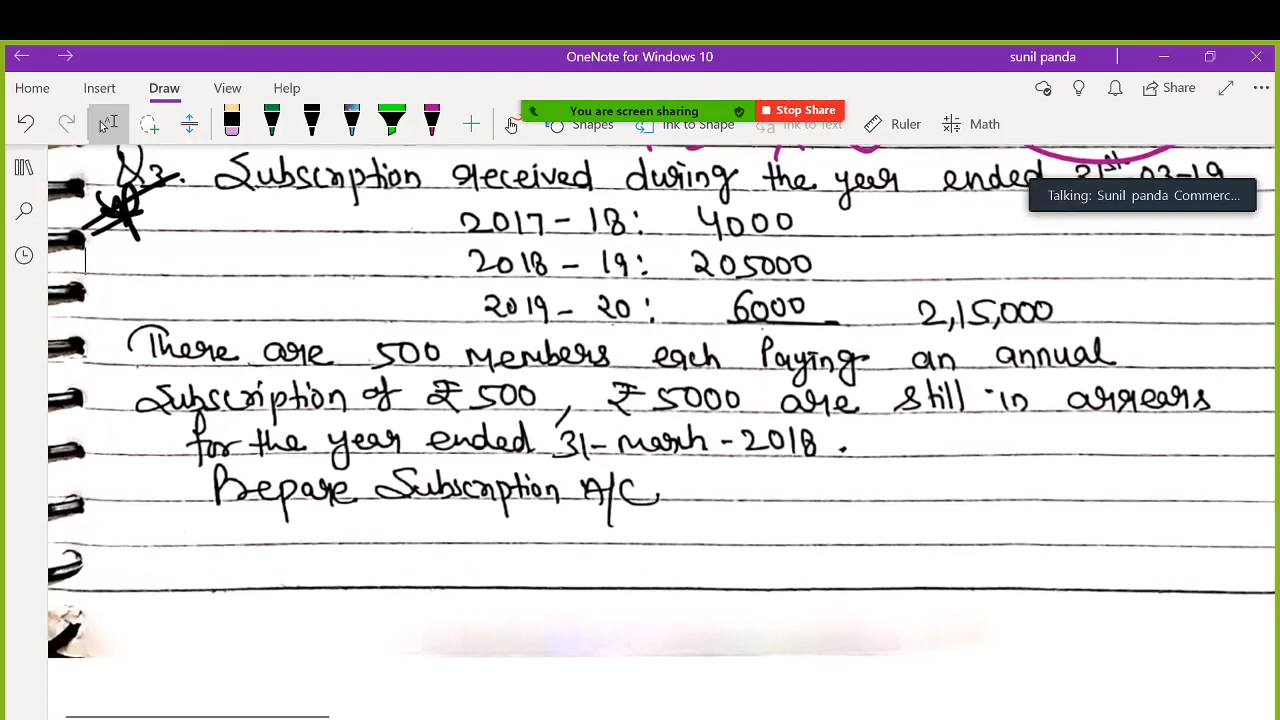 OneNote for Windows 10
sunil panda
Home Insert Draw View Help
Share
You are screen sharing
Stop Share
Shapes
Ink to Shape
Ink to Text
Ruler
Math
Talking: Sunil panda Commerc...
Q3. Subscription received during the year ended 31st 03-19
2017-18: 4000
2018-19: 205000
2019-20: 6000 2,15,000
There are 500 members each Paying an annual
Subscription of ₹500, ₹5000 are still in arrears
for the year ended 31-march-2018.
Prepare Subscription A/C